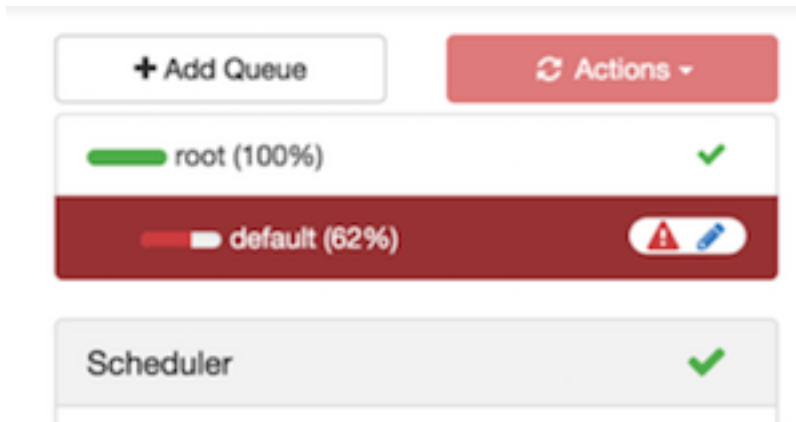 Add Queue
Actions
root (100%)
default (62%)
Scheduler